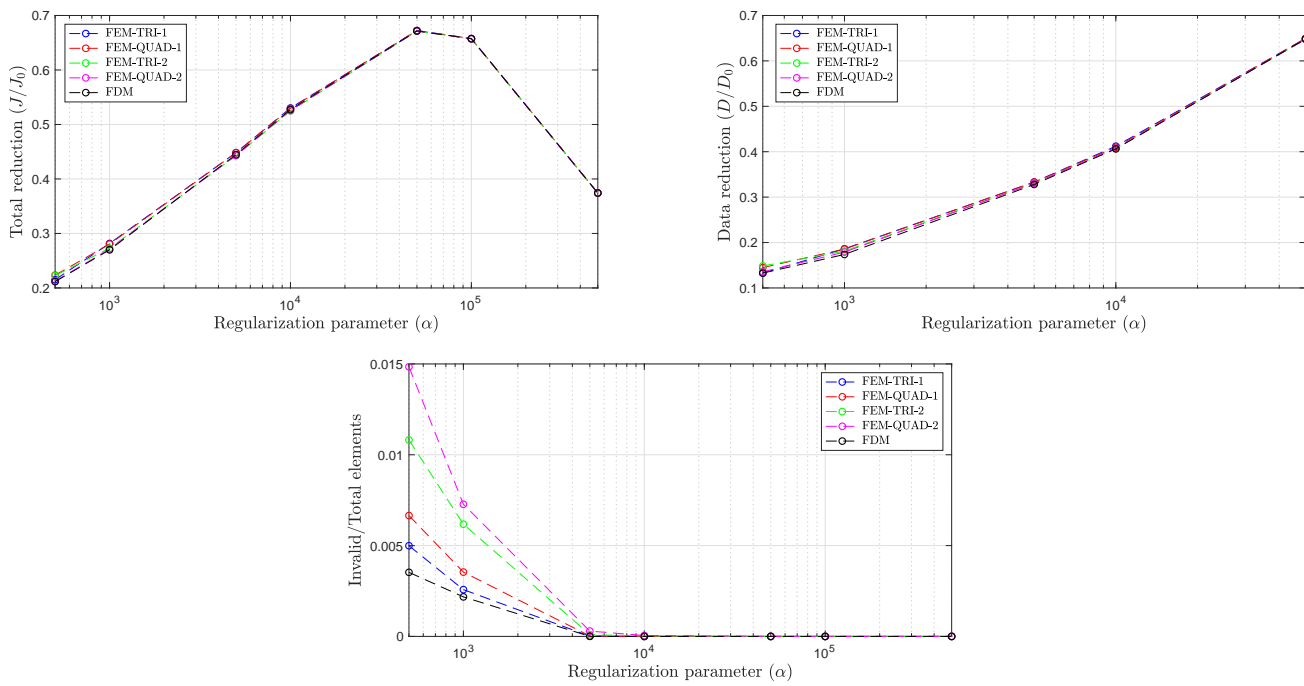 Total reduction (J/J0)
0.7
0.6
0.5
0.4
0.3
0.2
FEM-TRI-1
FEM-QUAD-1
FEM-TRI-2
FEM-QUAD-2
FDM
10^3
10^4
10^5
Regularization parameter (α)
Data reduction (D/D0)
0.7
0.6
0.5
0.4
0.3
0.2
0.1
FEM-TRI-1
FEM-QUAD-1
FEM-TRI-2
FEM-QUAD-2
FDM
10^3
10^4
Regularization parameter (α)
Invalid/Total elements
0.015
0.01
0.005
0
FEM-TRI-1
FEM-QUAD-1
FEM-TRI-2
FEM-QUAD-2
FDM
10^3
10^4
10^5
Regularization parameter (α)